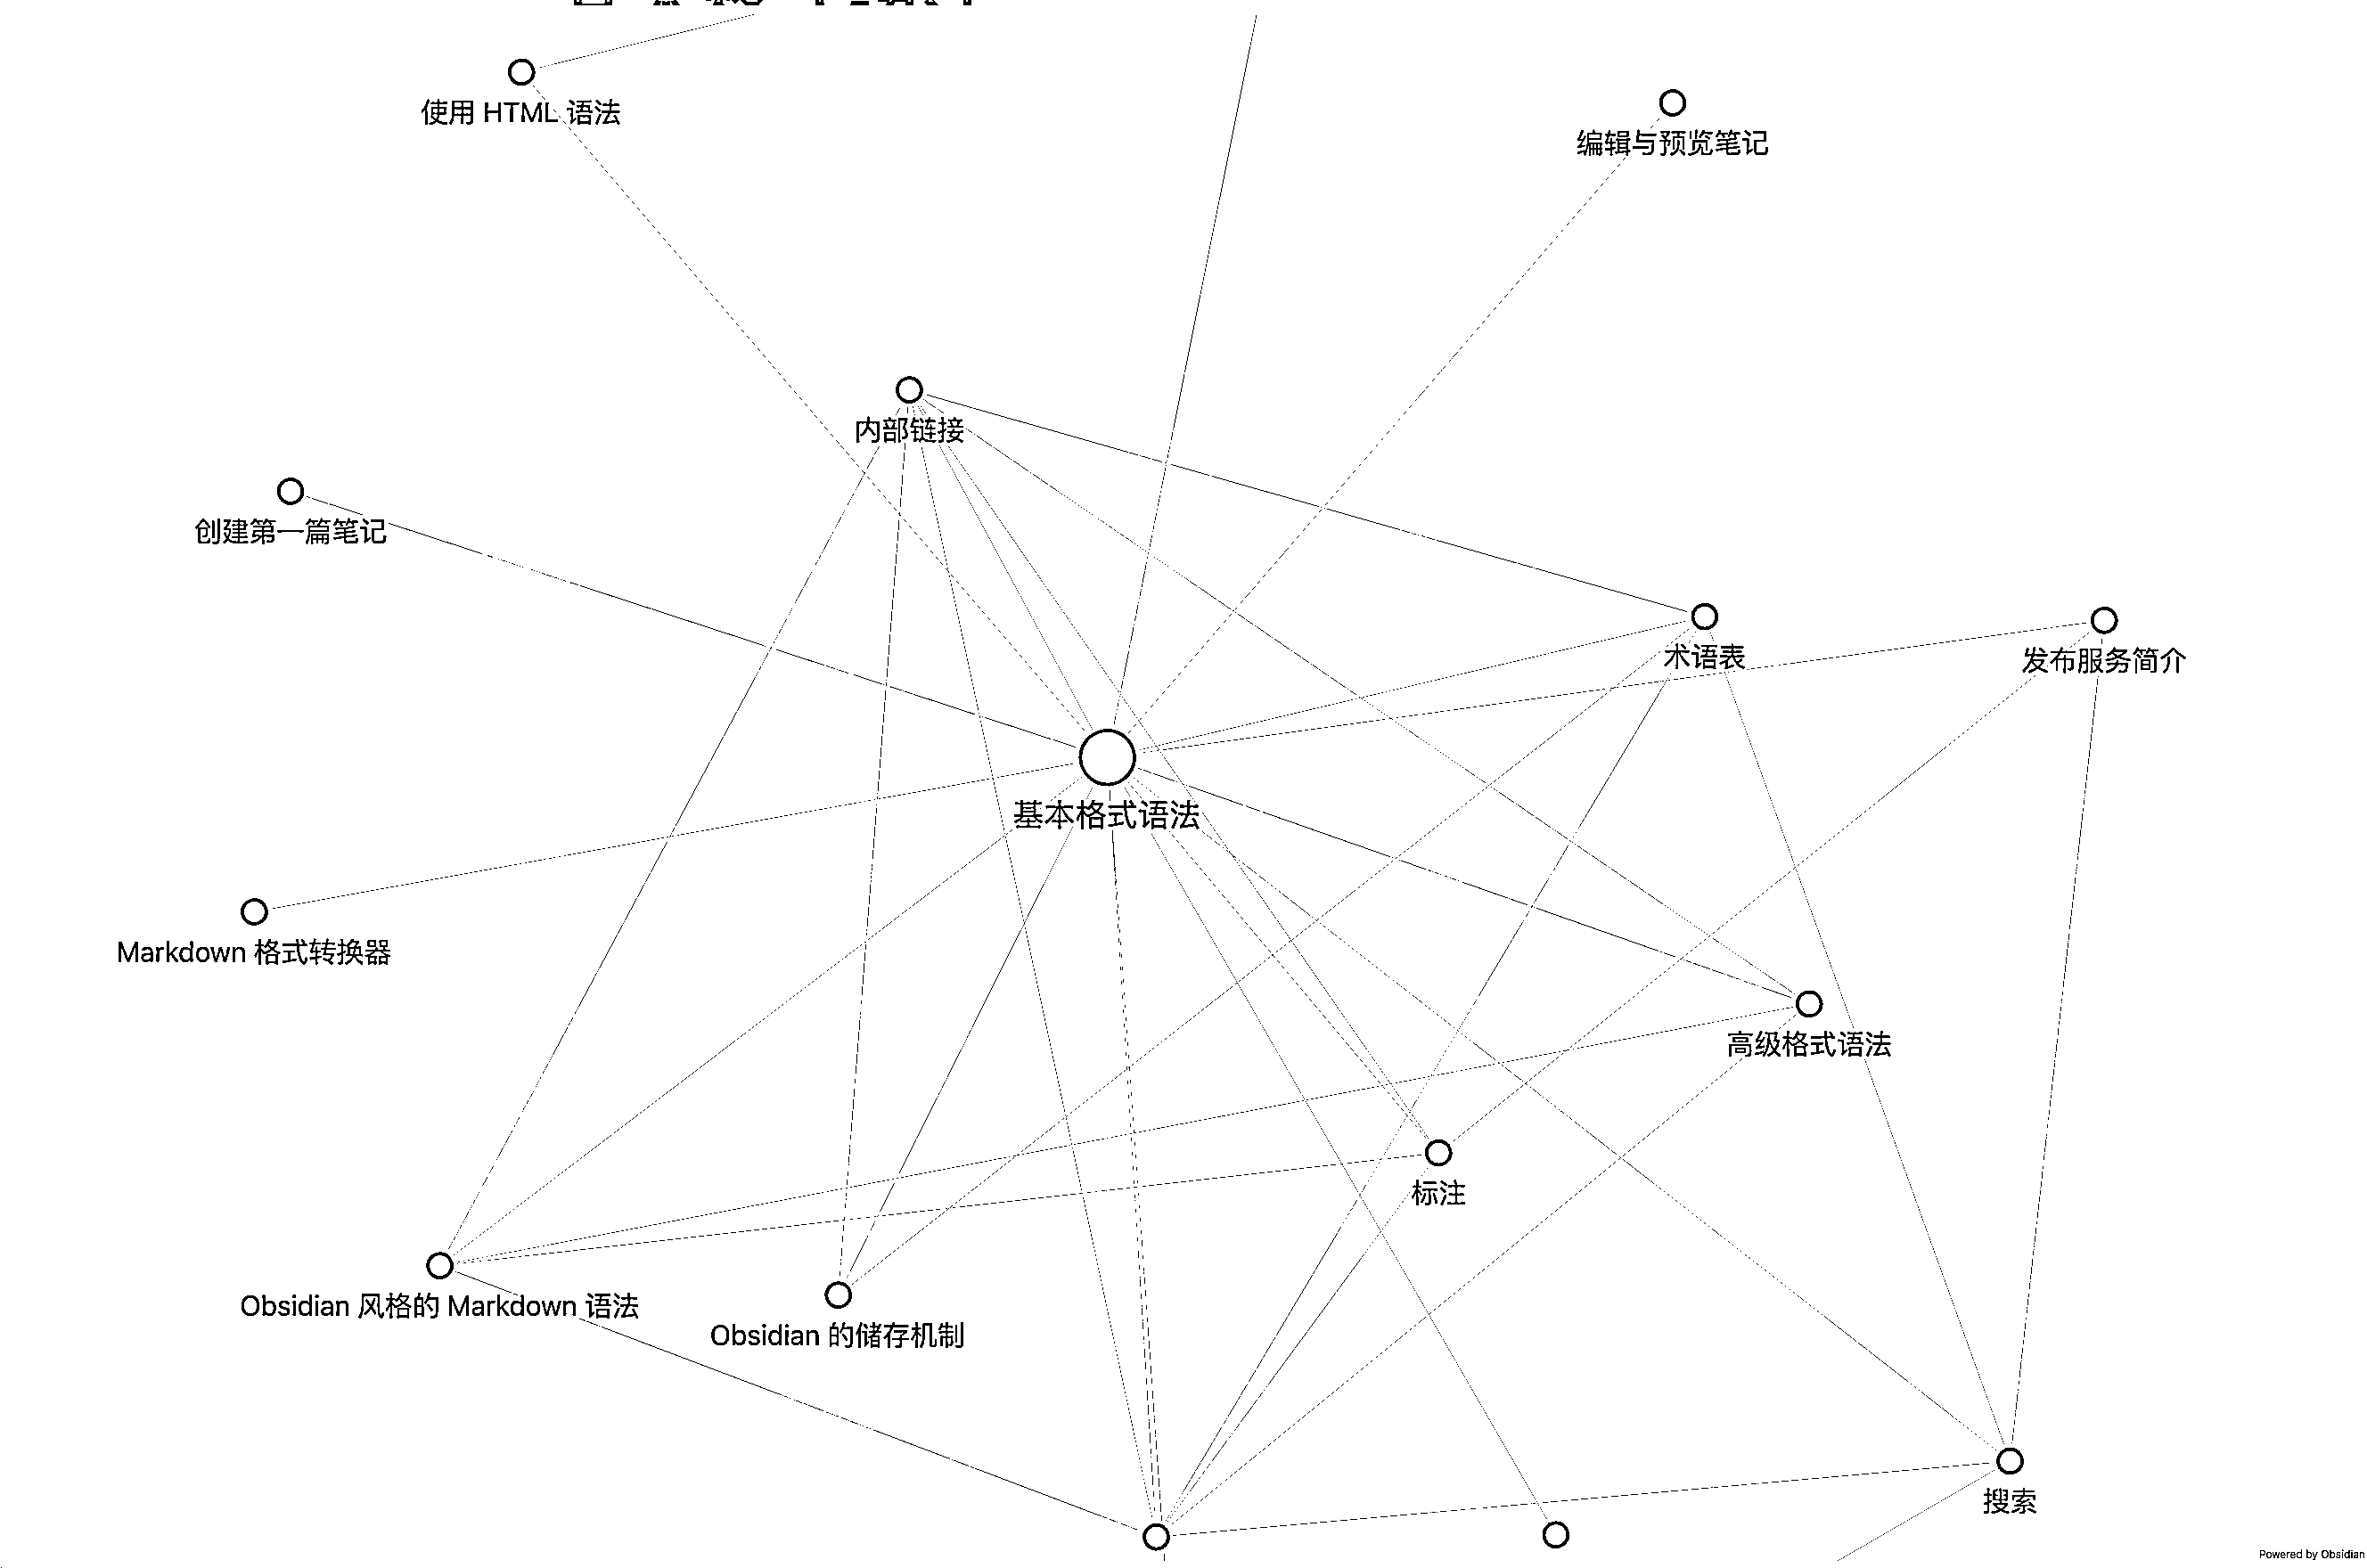 使用 HTML 语法
编辑与预览笔记
内部链接
创建第一篇笔记
术语表
发布服务简介
基本格式语法
Markdown 格式转换器
高级格式语法
标注
Obsidian 风格的 Markdown 语法
Obsidian 的储存机制
搜索
Powered by Obsidian